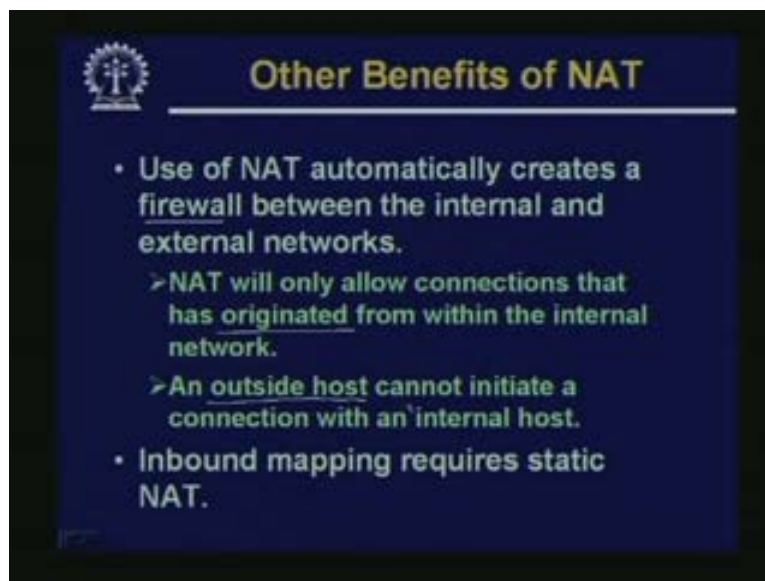 Other Benefits of NAT
• Use of NAT automatically creates a
firewall between the internal and
external networks.
➢NAT will only allow connections that
has originated from within the internal
network.
➢An outside host cannot initiate a
connection with an internal host.
• Inbound mapping requires static
NAT.